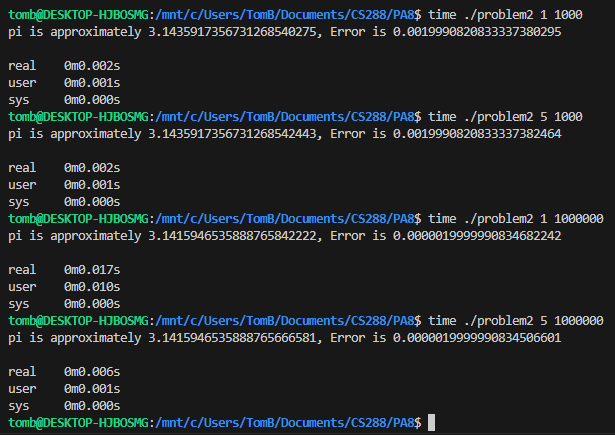 tomb@DESKTOP-HJBOSMG:/mnt/c/Users/TomB/Documents/CS288/PA8$ time ./problem2 1 1000
pi is approximately 3.1435917356731268540275, Error is 0.0019990820833337380295
real 0m0.002s
user 0m0.001s
sys 0m0.000s
tomb@DESKTOP-HJBOSMG:/mnt/c/Users/TomB/Documents/CS288/PA8$ time ./problem2 5 1000
pi is approximately 3.1435917356731268542443, Error is 0.0019990820833337382464
real 0m0.002s
user 0m0.001s
sys 0m0.000s
tomb@DESKTOP-HJBOSMG:/mnt/c/Users/TomB/Documents/CS288/PA8$ time ./problem2 1 1000000
pi is approximately 3.1415946535888765842222, Error is 0.0000019999990834682242
real 0m0.017s
user 0m0.010s
sys 0m0.000s
tomb@DESKTOP-HJBOSMG:/mnt/c/Users/TomB/Documents/CS288/PA8$ time ./problem2 5 1000000
pi is approximately 3.1415946535888765666581, Error is 0.0000019999990834506601
real 0m0.006s
user 0m0.001s
sys 0m0.000s
tomb@DESKTOP-HJBOSMG:/mnt/c/Users/TomB/Documents/CS288/PA8$